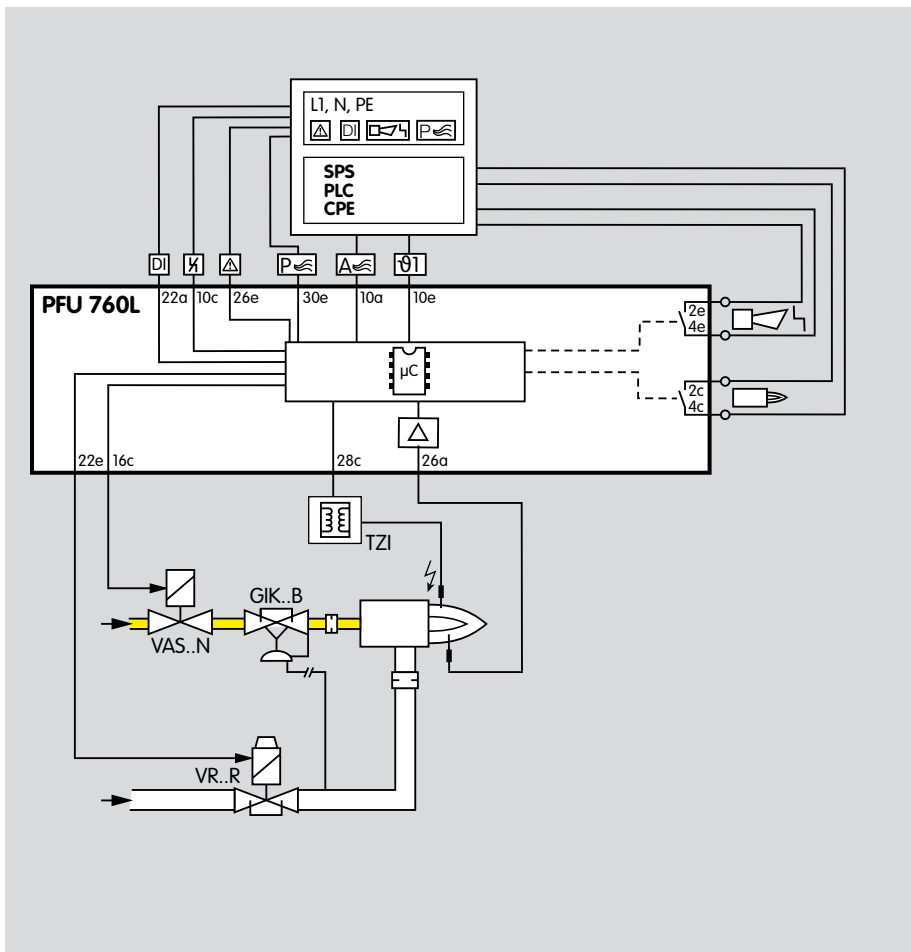 L1, N, PE
DI P
SPS
PLC
CPE
DI P A ϑ1
PFU 760L
22a 10c 26e 30e 10a 10e
2e
4e
µC
2c
4c
22e 16c 28c 26a
TZI
GIK..B
VAS..N
VR..R